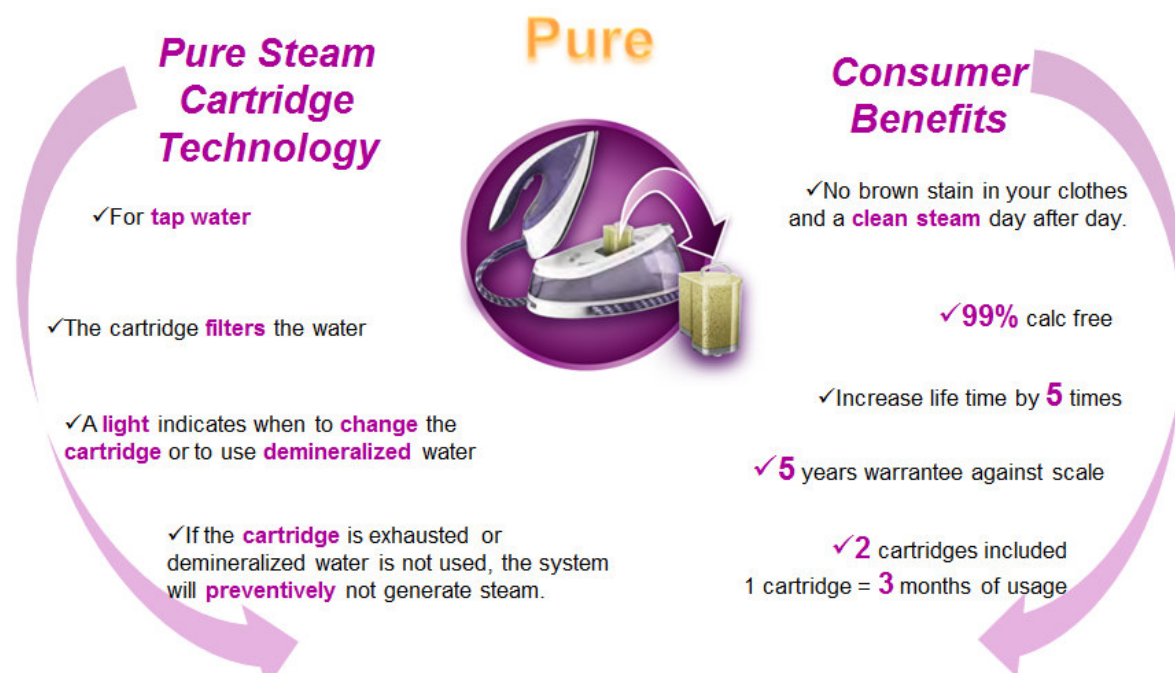 Pure
Pure Steam
Cartridge
Technology
✓For tap water
✓The cartridge filters the water
✓A light indicates when to change the
cartridge or to use demineralized water
✓If the cartridge is exhausted or
demineralized water is not used, the system
will preventively not generate steam.
Consumer
Benefits
✓No brown stain in your clothes
and a clean steam day after day.
✓99% calc free
✓Increase life time by 5 times
✓5 years warrantee against scale
✓2 cartridges included
1 cartridge = 3 months of usage